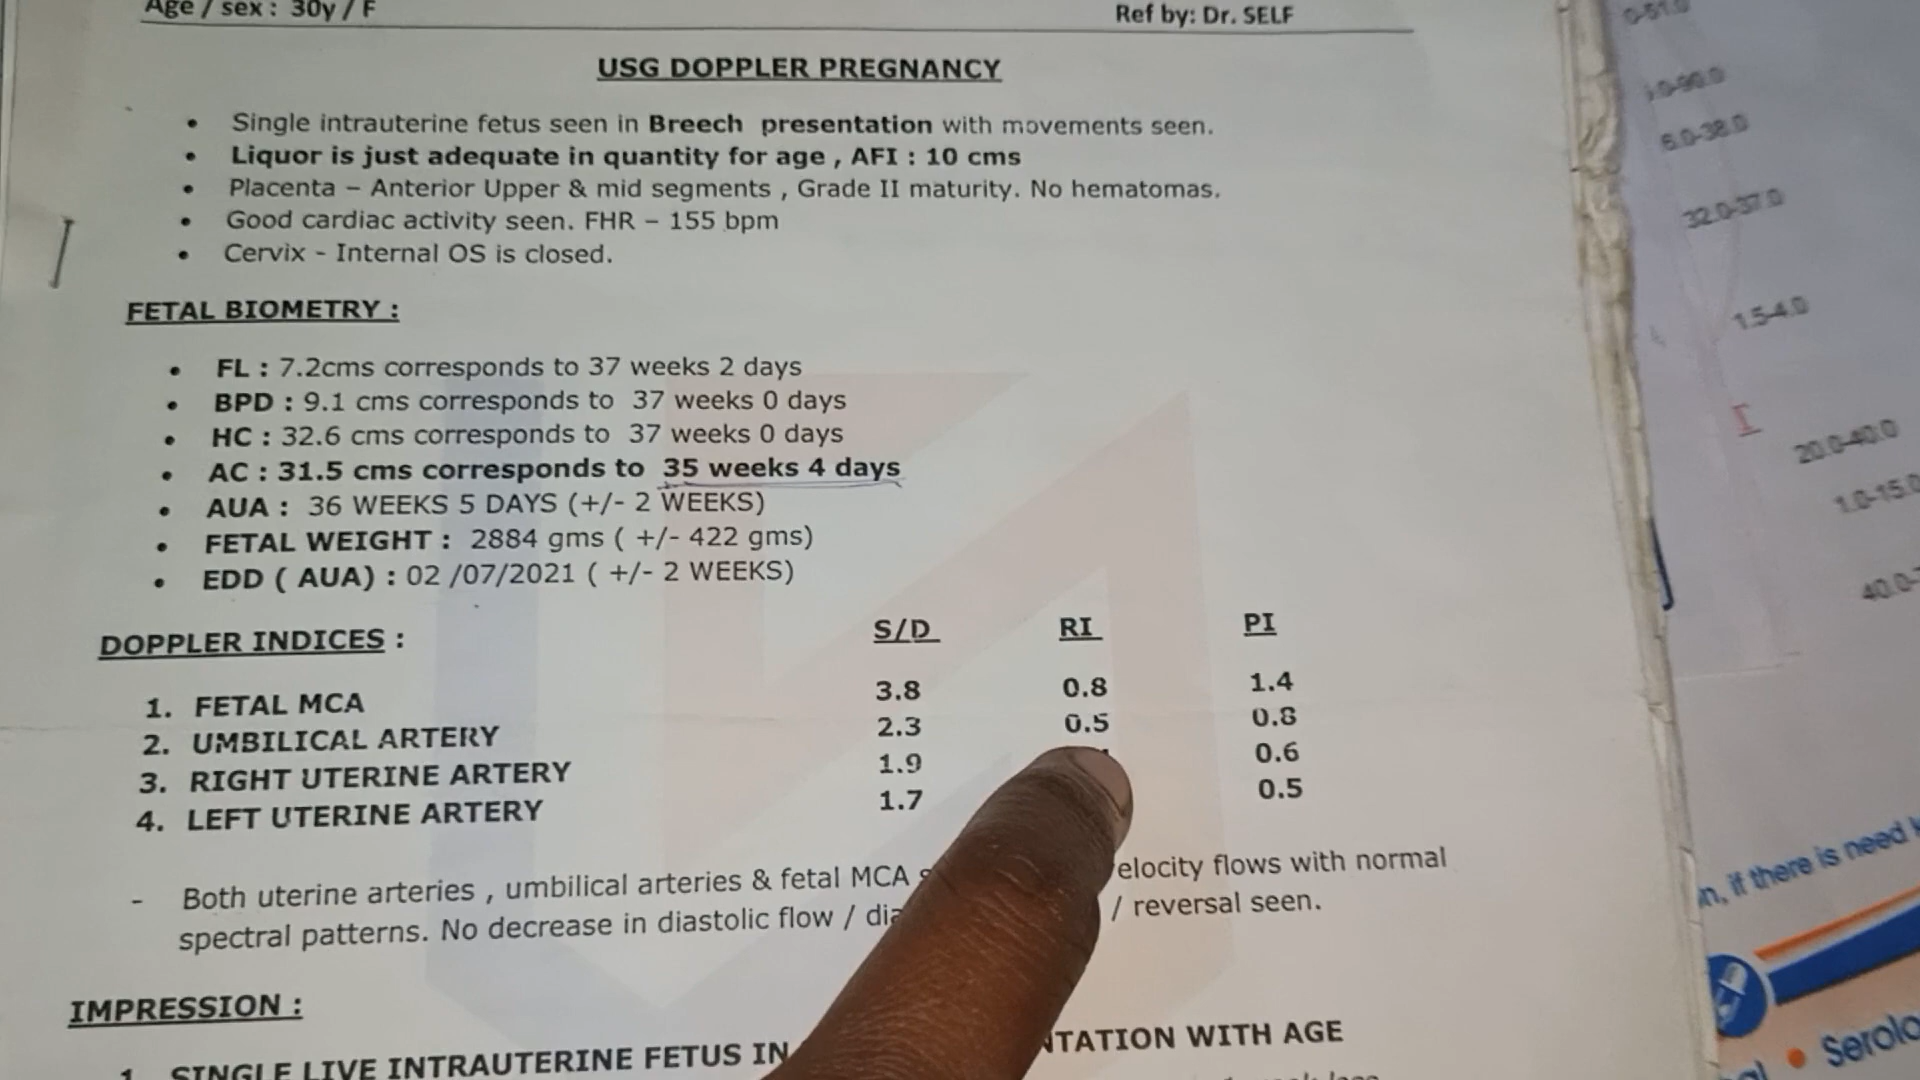 Age / sex : 30y / F
Ref by: Dr. SELF
USG DOPPLER PREGNANCY
• Single intrauterine fetus seen in Breech presentation with movements seen.
• Liquor is just adequate in quantity for age , AFI : 10 cms
• Placenta – Anterior Upper & mid segments , Grade II maturity. No hematomas.
• Good cardiac activity seen. FHR – 155 bpm
• Cervix - Internal OS is closed.
FETAL BIOMETRY :
• FL : 7.2cms corresponds to 37 weeks 2 days
• BPD : 9.1 cms corresponds to 37 weeks 0 days
• HC : 32.6 cms corresponds to 37 weeks 0 days
• AC : 31.5 cms corresponds to 35 weeks 4 days
• AUA : 36 WEEKS 5 DAYS (+/- 2 WEEKS)
• FETAL WEIGHT : 2884 gms ( +/- 422 gms)
• EDD ( AUA) : 02 /07/2021 ( +/- 2 WEEKS)
DOPPLER INDICES : S/D RI PI
1. FETAL MCA 3.8 0.8 1.4
2. UMBILICAL ARTERY 2.3 0.5 0.8
3. RIGHT UTERINE ARTERY 1.9 0.6
4. LEFT UTERINE ARTERY 1.7 0.5
- Both uterine arteries , umbilical arteries & fetal MCA elocity flows with normal
spectral patterns. No decrease in diastolic flow / / reversal seen.
IMPRESSION :
1. SINGLE LIVE INTRAUTERINE FETUS IN NTATION WITH AGE
0-51.0
6.0-38.0
32.0-37.0
1.5-4.0
20.0-40.0
1.0-15.0
40.0-
if there is need
• Serolo